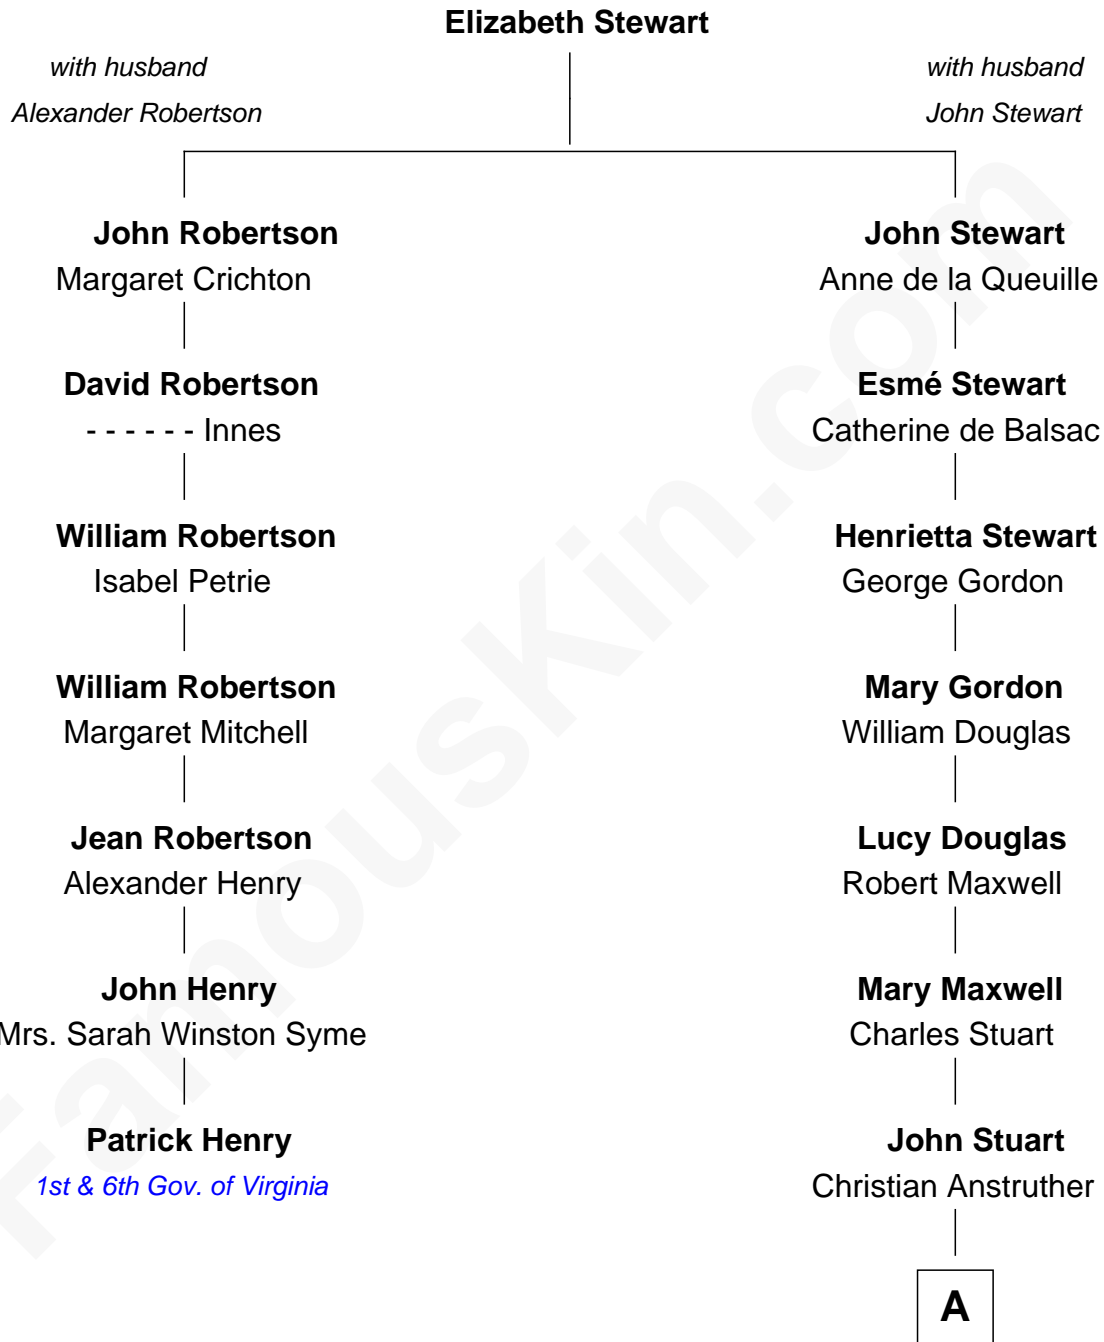 Elizabeth Stewart
with husband
Alexander Robertson
with husband
John Stewart
John Robertson
Margaret Crichton
John Stewart
Anne de la Queuille
David Robertson
- - - - - - Innes
Esmé Stewart
Catherine de Balsac
William Robertson
Isabel Petrie
Henrietta Stewart
George Gordon
William Robertson
Margaret Mitchell
Mary Gordon
William Douglas
Jean Robertson
Alexander Henry
Lucy Douglas
Robert Maxwell
John Henry
Mrs. Sarah Winston Syme
Mary Maxwell
Charles Stuart
Patrick Henry
1st & 6th Gov. of Virginia
John Stuart
Christian Anstruther
A
FamousKin.com